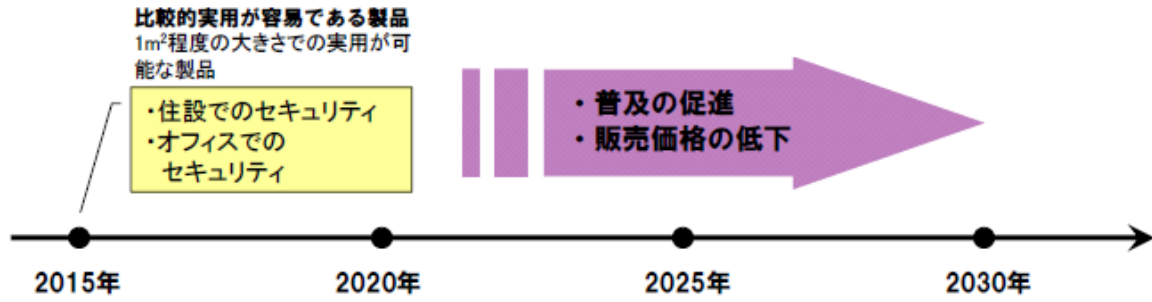 比較的実用が容易である製品
1m²程度の大きさでの実用が可
能な製品
・住設でのセキュリティ
・オフィスでの
セキュリティ
・普及の促進
・販売価格の低下
2015年
2020年
2025年
2030年